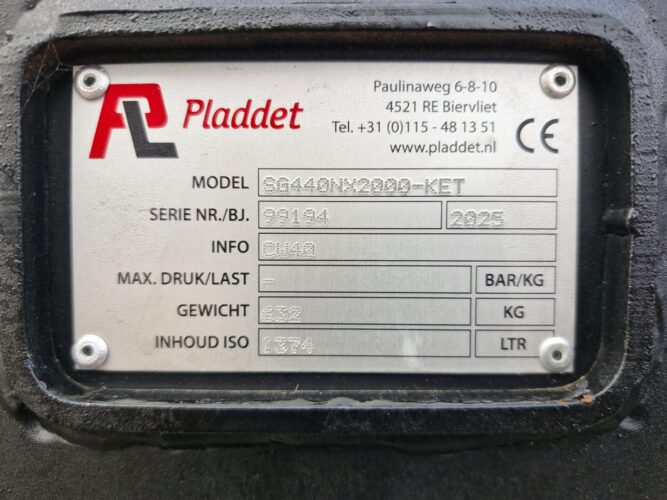 PL Pladdet
Paulinaweg 6-8-10
4521 RE Biervliet
Tel. +31 (0)115 - 48 13 51
www.pladdet.nl
CE
MODEL SG440NX2000-KET
SERIE NR./BJ. 99194 2025
INFO CW40
MAX. DRUK/LAST - BAR/KG
GEWICHT 632 KG
INHOUD ISO 1374 LTR